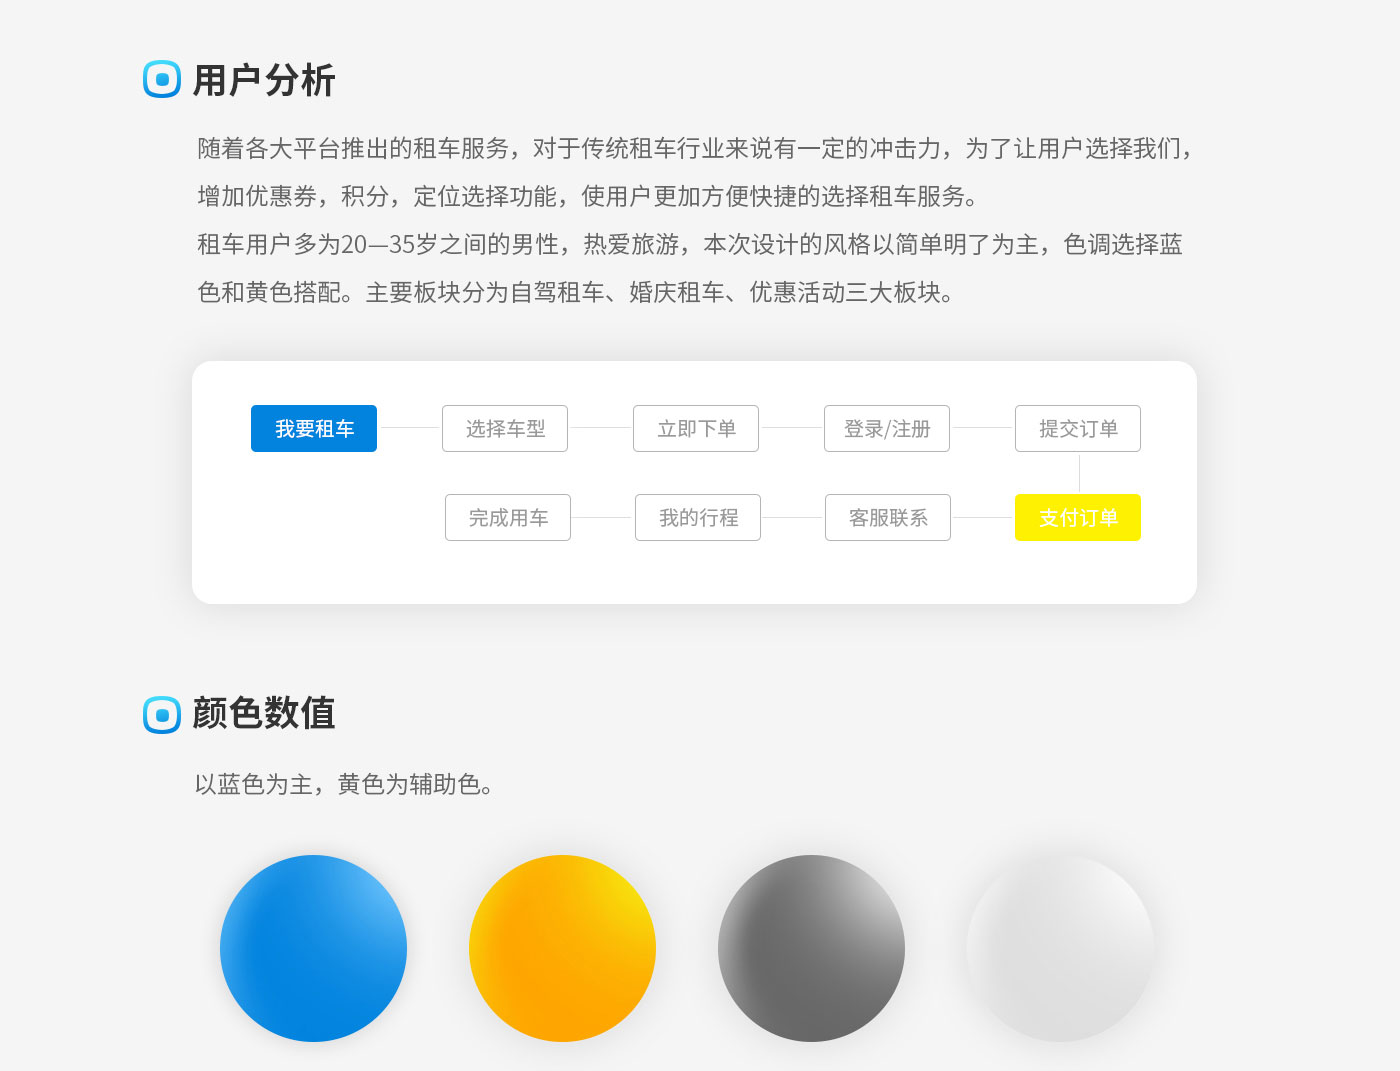 用户分析
随着各大平台推出的租车服务，对于传统租车行业来说有一定的冲击力，为了让用户选择我们，
增加优惠券，积分，定位选择功能，使用户更加方便快捷的选择租车服务。
租车用户多为20—35岁之间的男性，热爱旅游，本次设计的风格以简单明了为主，色调选择蓝
色和黄色搭配。主要板块分为自驾租车、婚庆租车、优惠活动三大板块。
我要租车 选择车型 立即下单 登录/注册 提交订单
完成用车 我的行程 客服联系 支付订单
颜色数值
以蓝色为主，黄色为辅助色。